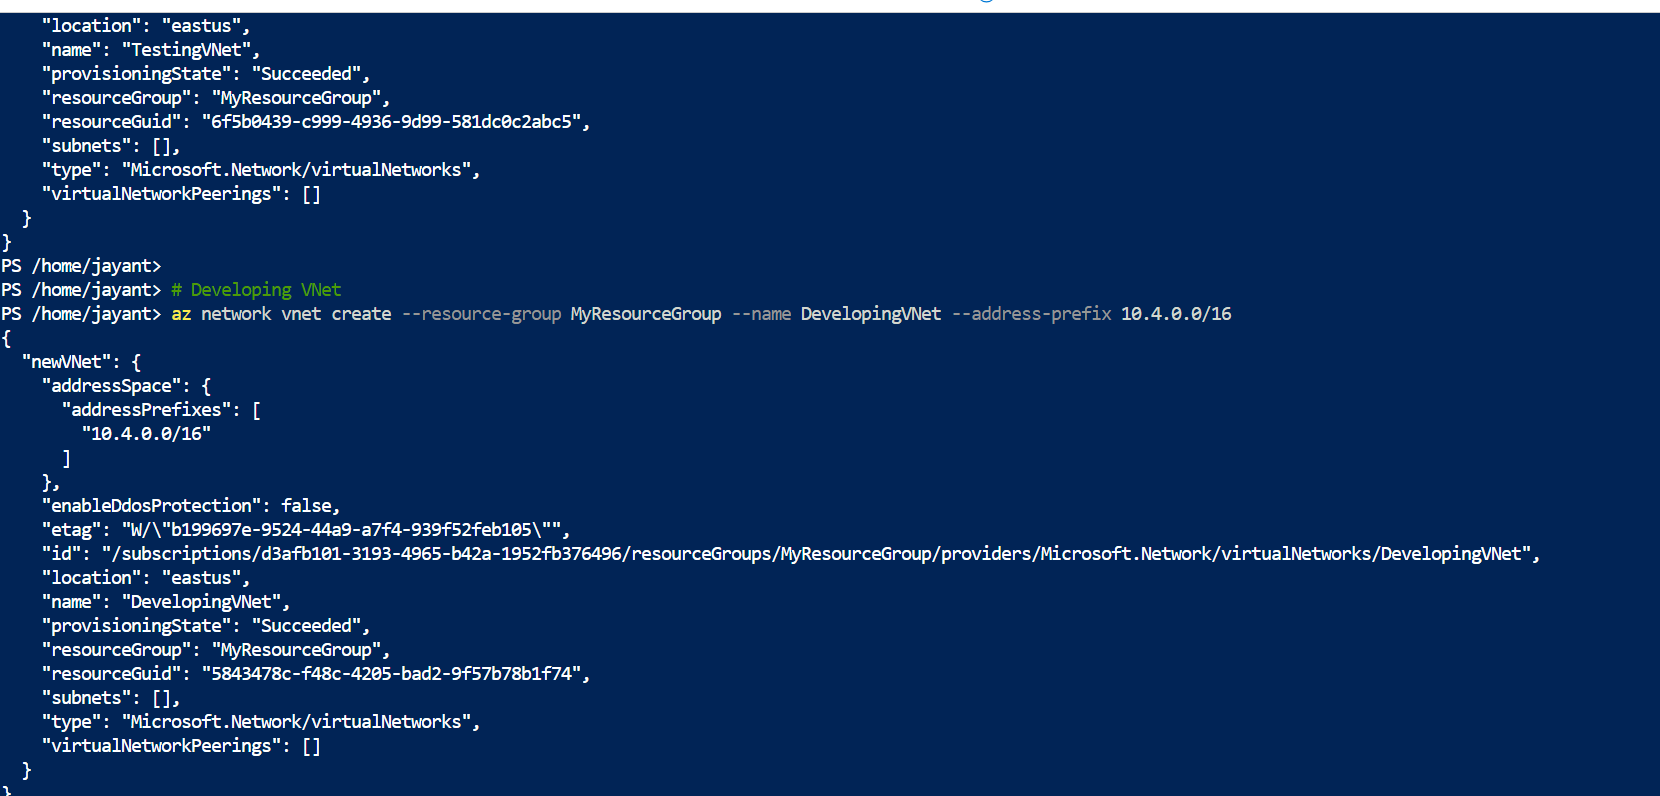 "location": "eastus",
    "name": "TestingVNet",
    "provisioningState": "Succeeded",
    "resourceGroup": "MyResourceGroup",
    "resourceGuid": "6f5b0439-c999-4936-9d99-581dc0c2abc5",
    "subnets": [],
    "type": "Microsoft.Network/virtualNetworks",
    "virtualNetworkPeerings": []
  }
}
PS /home/jayant>
PS /home/jayant> # Developing VNet
PS /home/jayant> az network vnet create --resource-group MyResourceGroup --name DevelopingVNet --address-prefix 10.4.0.0/16
{
  "newVNet": {
    "addressSpace": {
      "addressPrefixes": [
        "10.4.0.0/16"
      ]
    },
    "enableDdosProtection": false,
    "etag": "W/\"b199697e-9524-44a9-a7f4-939f52feb105\"",
    "id": "/subscriptions/d3afb101-3193-4965-b42a-1952fb376496/resourceGroups/MyResourceGroup/providers/Microsoft.Network/virtualNetworks/DevelopingVNet",
    "location": "eastus",
    "name": "DevelopingVNet",
    "provisioningState": "Succeeded",
    "resourceGroup": "MyResourceGroup",
    "resourceGuid": "5843478c-f48c-4205-bad2-9f57b78b1f74",
    "subnets": [],
    "type": "Microsoft.Network/virtualNetworks",
    "virtualNetworkPeerings": []
  }
}